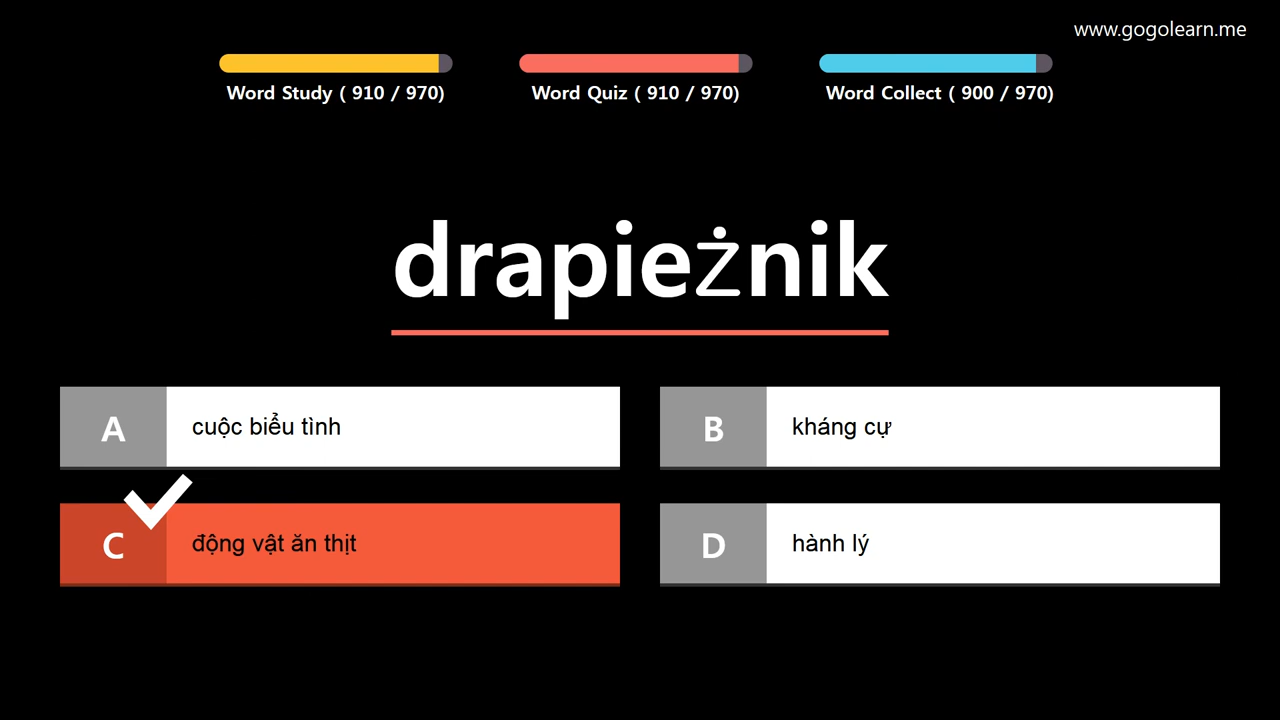 www.gogolearn.me
Word Study ( 910 / 970)
Word Quiz ( 910 / 970)
Word Collect ( 900 / 970)
drapieżnik
A
cuộc biểu tình
B
kháng cự
C
động vật ăn thịt
D
hành lý